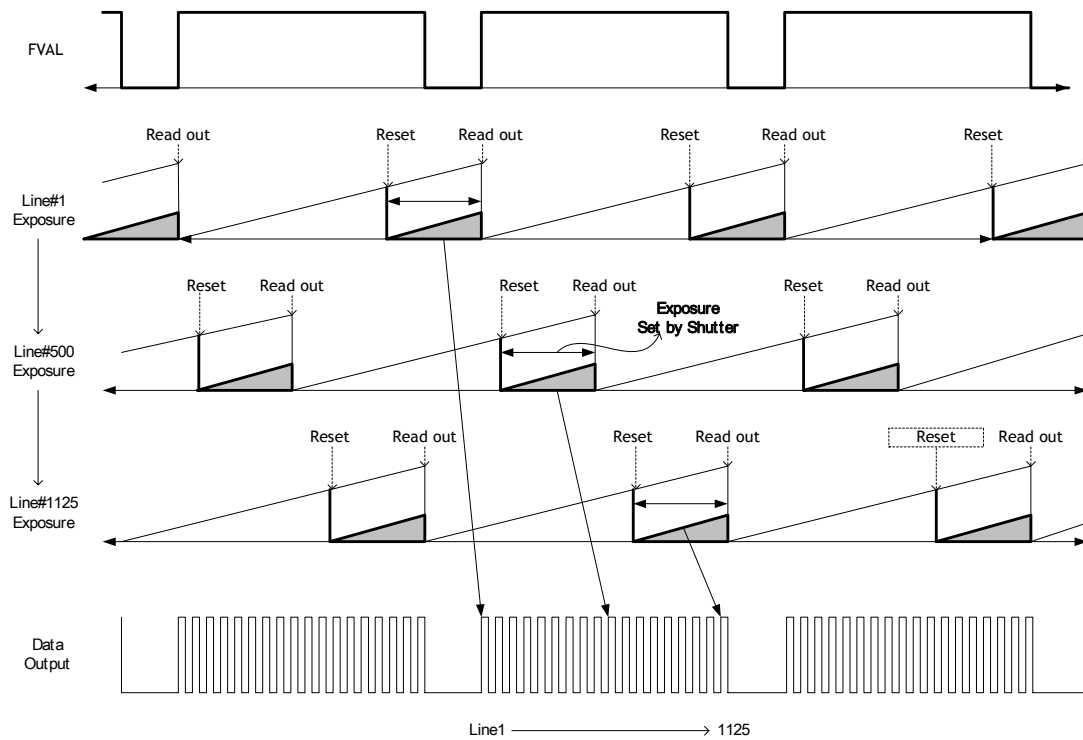 FVAL
Read out
Reset
Read out
Reset
Read out
Reset
Line#1
Exposure
Reset
Read out
Reset
Read out
Reset
Read out
Exposure
Set by Shutter
Line#500
Exposure
Reset
Read out
Reset
Read out
Reset
Read out
Line#1125
Exposure
Data
Output
Line1
1125